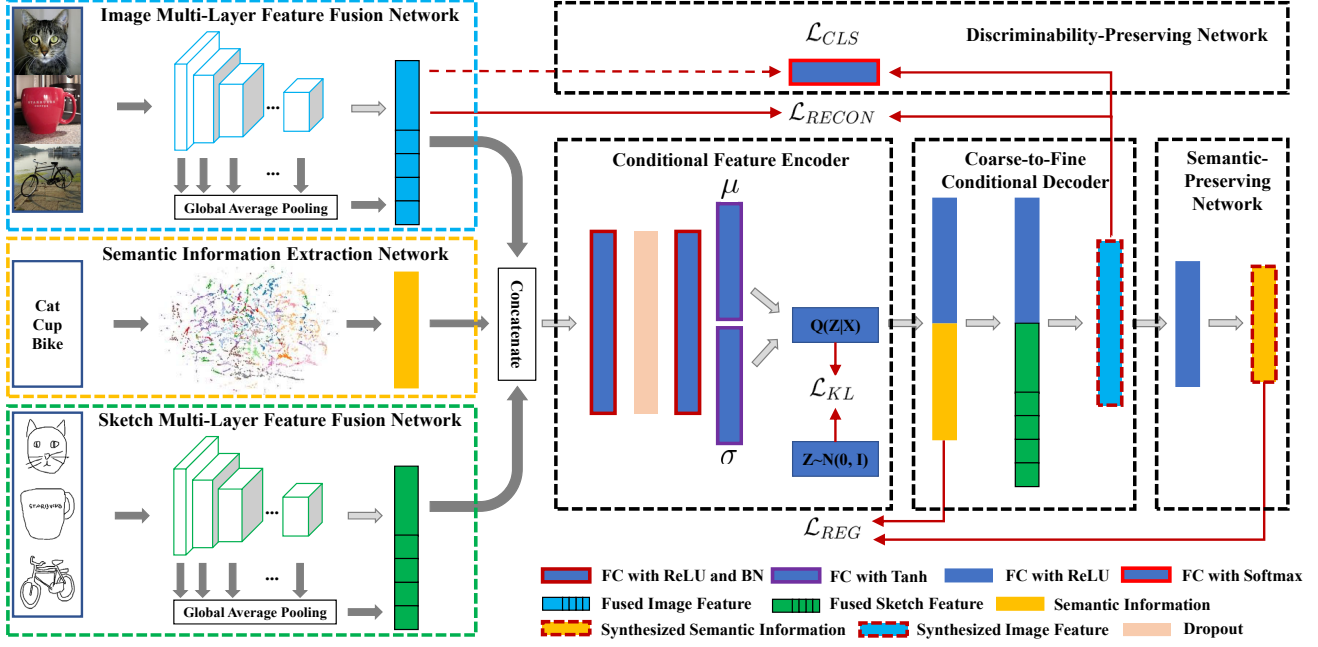 Image Multi-Layer Feature Fusion Network
...
...
Global Average Pooling
STARBUCKS
COFFEE
Semantic Information Extraction Network
Cat
Cup
Bike
Sketch Multi-Layer Feature Fusion Network
STARBUCKS
...
...
Global Average Pooling
Concatenate
Discriminability-Preserving Network
ℒ_CLS
ℒ_RECON
Conditional Feature Encoder
μ
σ
Q(Z|X)
ℒ_KL
Z~N(0, I)
Coarse-to-Fine
Conditional Decoder
Semantic-
Preserving
Network
ℒ_REG
FC with ReLU and BN
FC with Tanh
FC with ReLU
FC with Softmax
Fused Image Feature
Fused Sketch Feature
Semantic Information
Synthesized Semantic Information
Synthesized Image Feature
Dropout